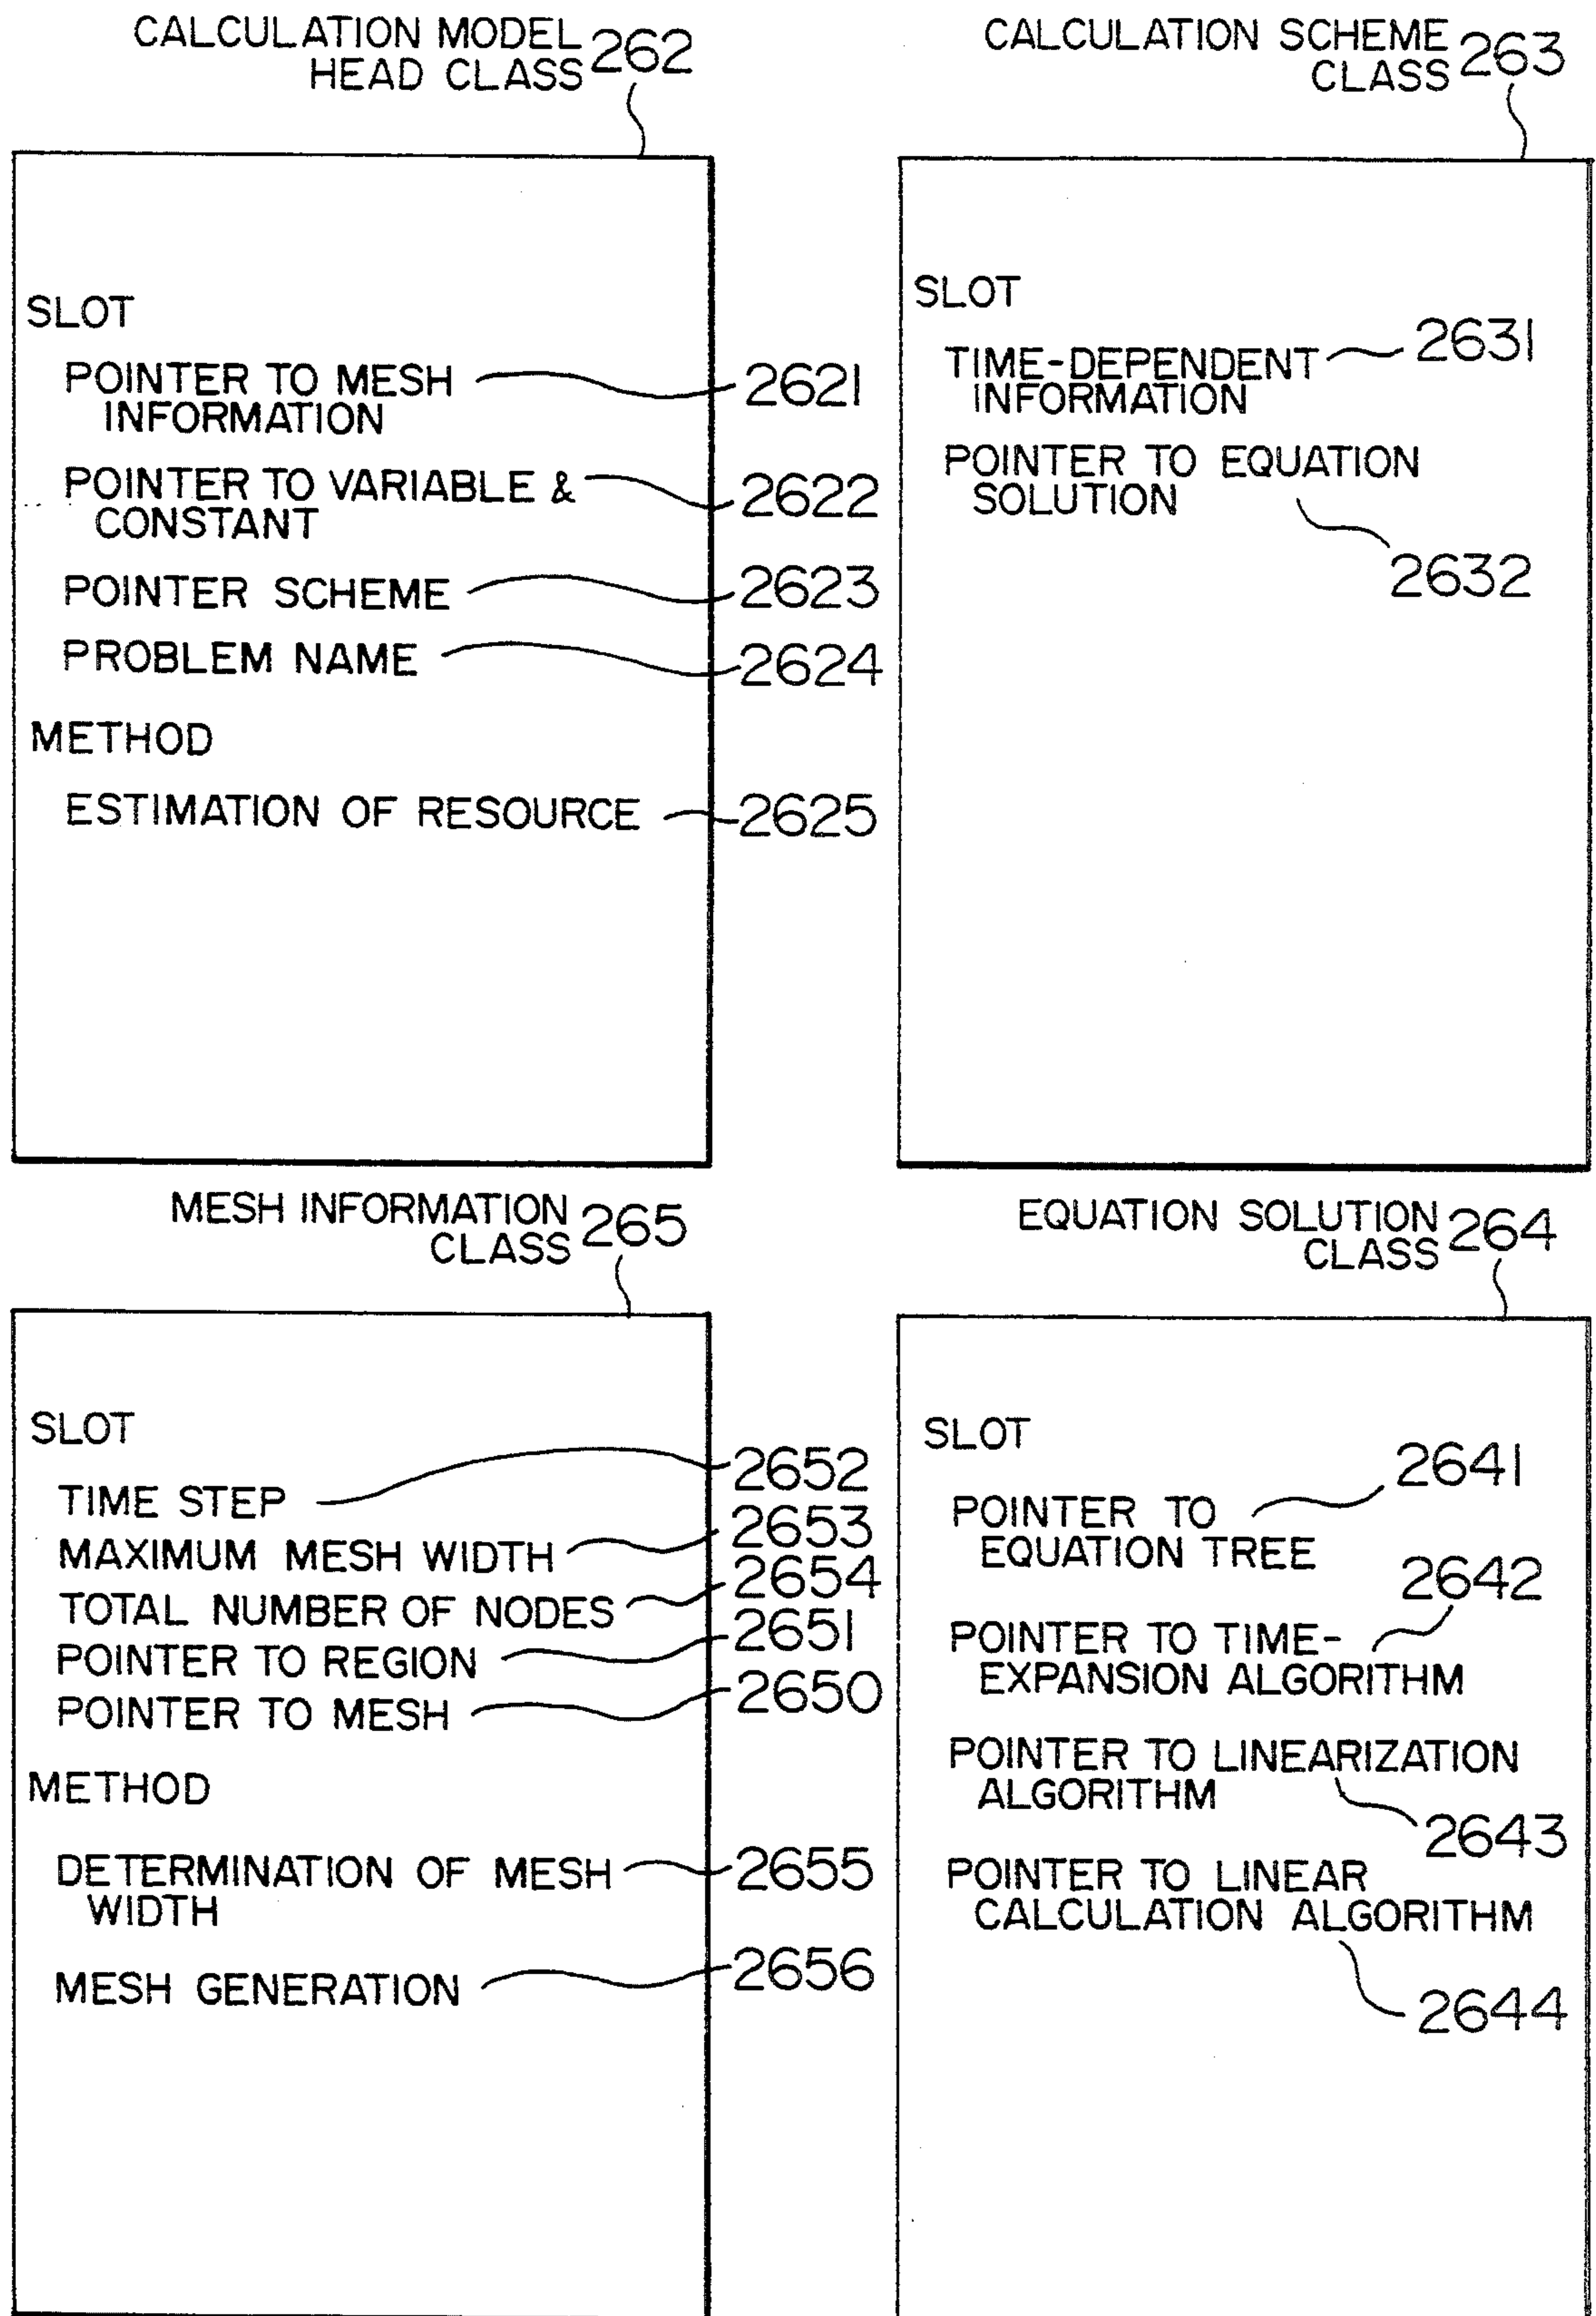 CALCULATION MODEL 262
HEAD CLASS
SLOT
POINTER TO MESH 2621
INFORMATION
POINTER TO VARIABLE & 2622
CONSTANT
POINTER SCHEME 2623
PROBLEM NAME 2624
METHOD
ESTIMATION OF RESOURCE 2625
CALCULATION SCHEME 263
CLASS
SLOT
TIME-DEPENDENT 2631
INFORMATION
POINTER TO EQUATION
SOLUTION
2632
MESH INFORMATION 265
CLASS
SLOT
TIME STEP 2652
MAXIMUM MESH WIDTH 2653
TOTAL NUMBER OF NODES 2654
POINTER TO REGION 2651
POINTER TO MESH 2650
METHOD
DETERMINATION OF MESH 2655
WIDTH
MESH GENERATION 2656
EQUATION SOLUTION 264
CLASS
SLOT
2641
POINTER TO
EQUATION TREE
2642
POINTER TO TIME-
EXPANSION ALGORITHM
POINTER TO LINEARIZATION
ALGORITHM
2643
POINTER TO LINEAR
CALCULATION ALGORITHM
2644